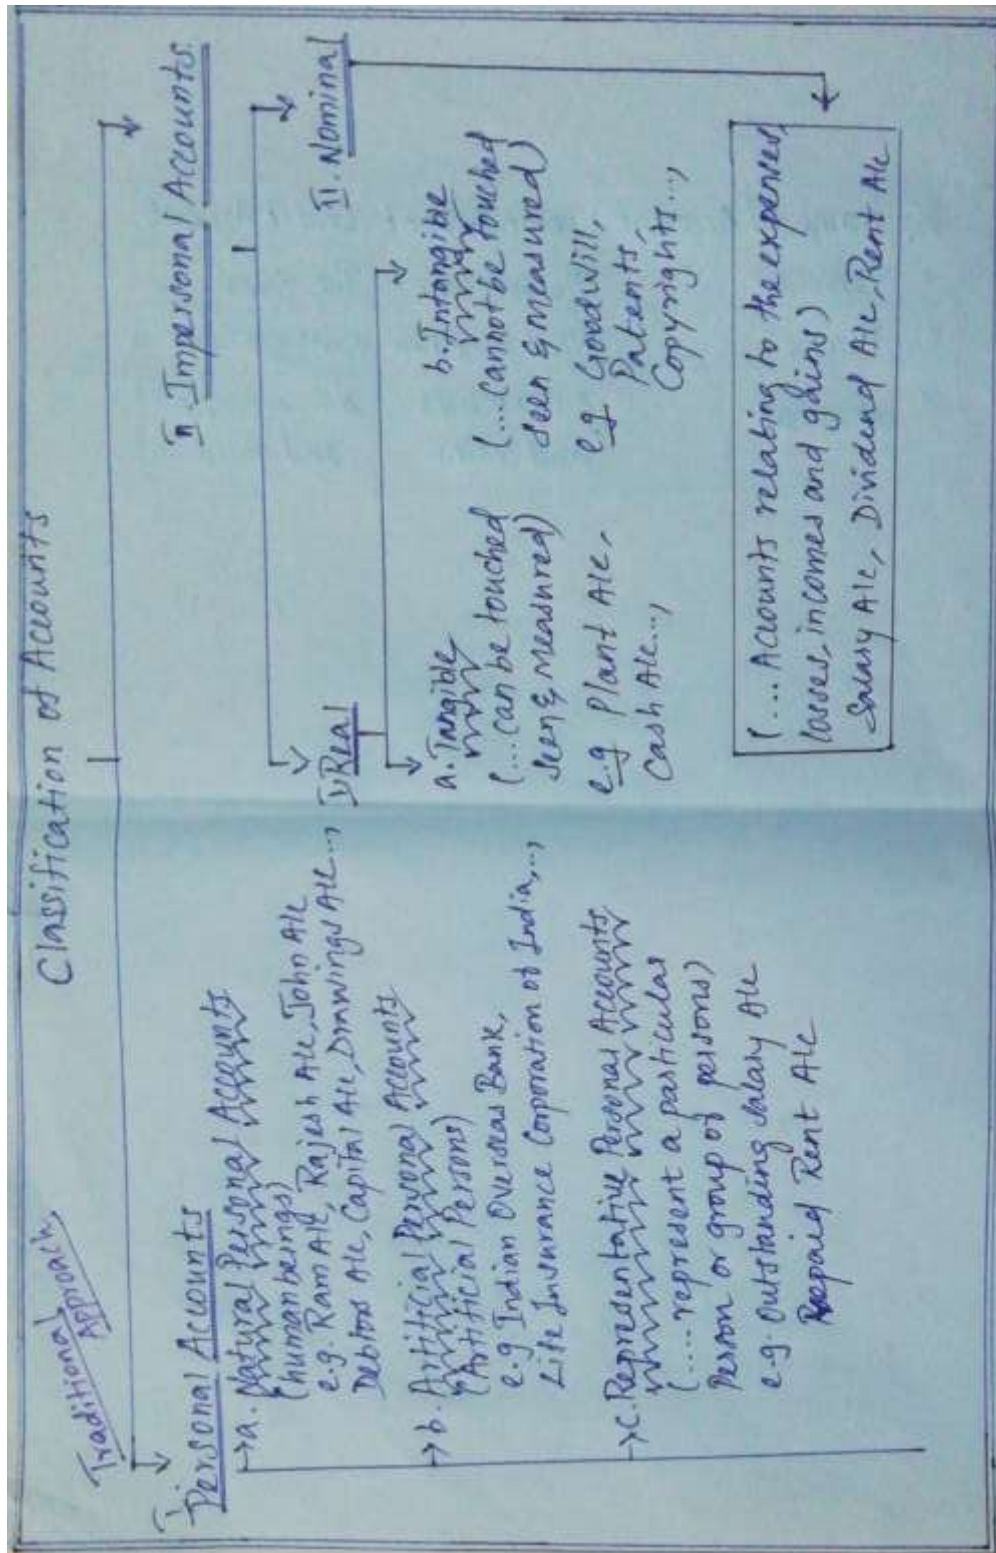 Classification of Accounts
Traditional Approach
I
Personal Accounts
a. Natural Personal Accounts
(human beings)
e.g. Ram A/c, Rajesh A/c, John A/c
Debtors A/c, Capital A/c, Drawings A/c...,
b. Artificial Personal Accounts
(Artificial Persons)
e.g Indian Overseas Bank,
Life Insurance Corporation of India,..,
c. Representative Personal Accounts
(.... represent a particular
person or group of persons)
e.g. Outstanding Salary A/c
Prepaid Rent A/c
II. Impersonal Accounts
I) Real
a. Tangible
(... can be touched
seen & measured)
e.g Plant A/c,
Cash A/c...,
b. Intangible
(... cannot be touched
seen & measured)
e.g Goodwill,
Patents,
Copyrights...,
II. Nominal
(.... Accounts relating to the expenses,
losses, incomes and gains)
Salary A/c, Dividend A/c, Rent A/c